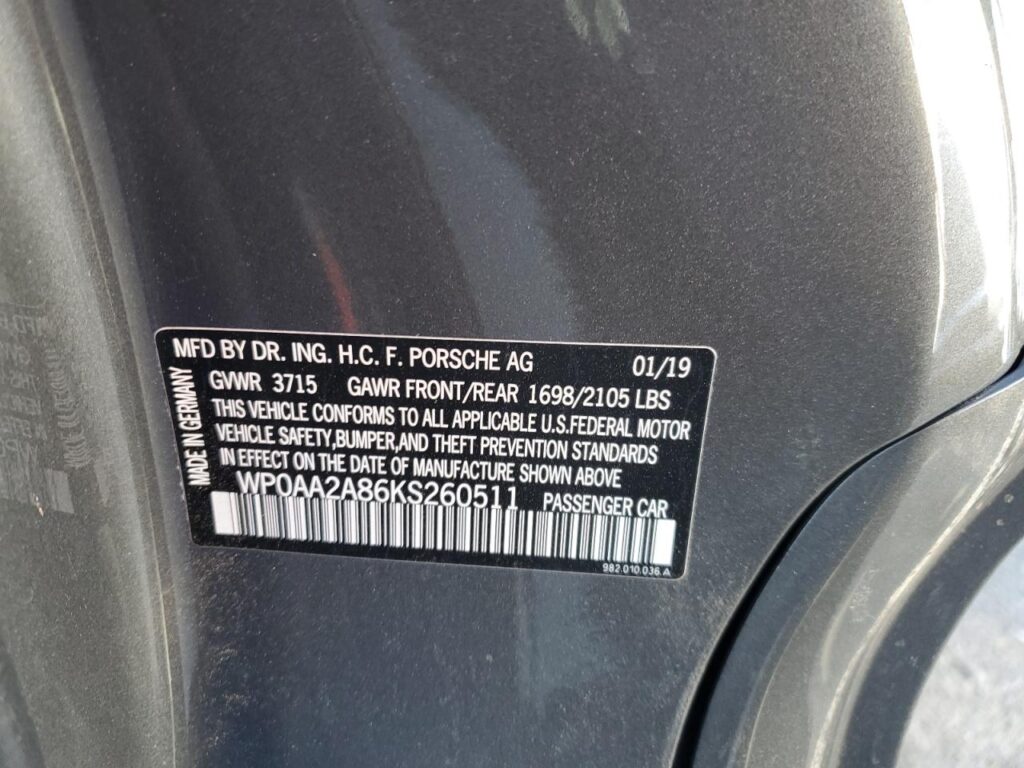 MFD BY DR. ING. H.C. F. PORSCHE AG 01/19
GVWR 3715 GAWR FRONT/REAR 1698/2105 LBS
THIS VEHICLE CONFORMS TO ALL APPLICABLE U.S.FEDERAL MOTOR
VEHICLE SAFETY,BUMPER,AND THEFT PREVENTION STANDARDS
IN EFFECT ON THE DATE OF MANUFACTURE SHOWN ABOVE
WP0AA2A86KS260511 PASSENGER CAR
982.010.036.A
MADE IN GERMANY